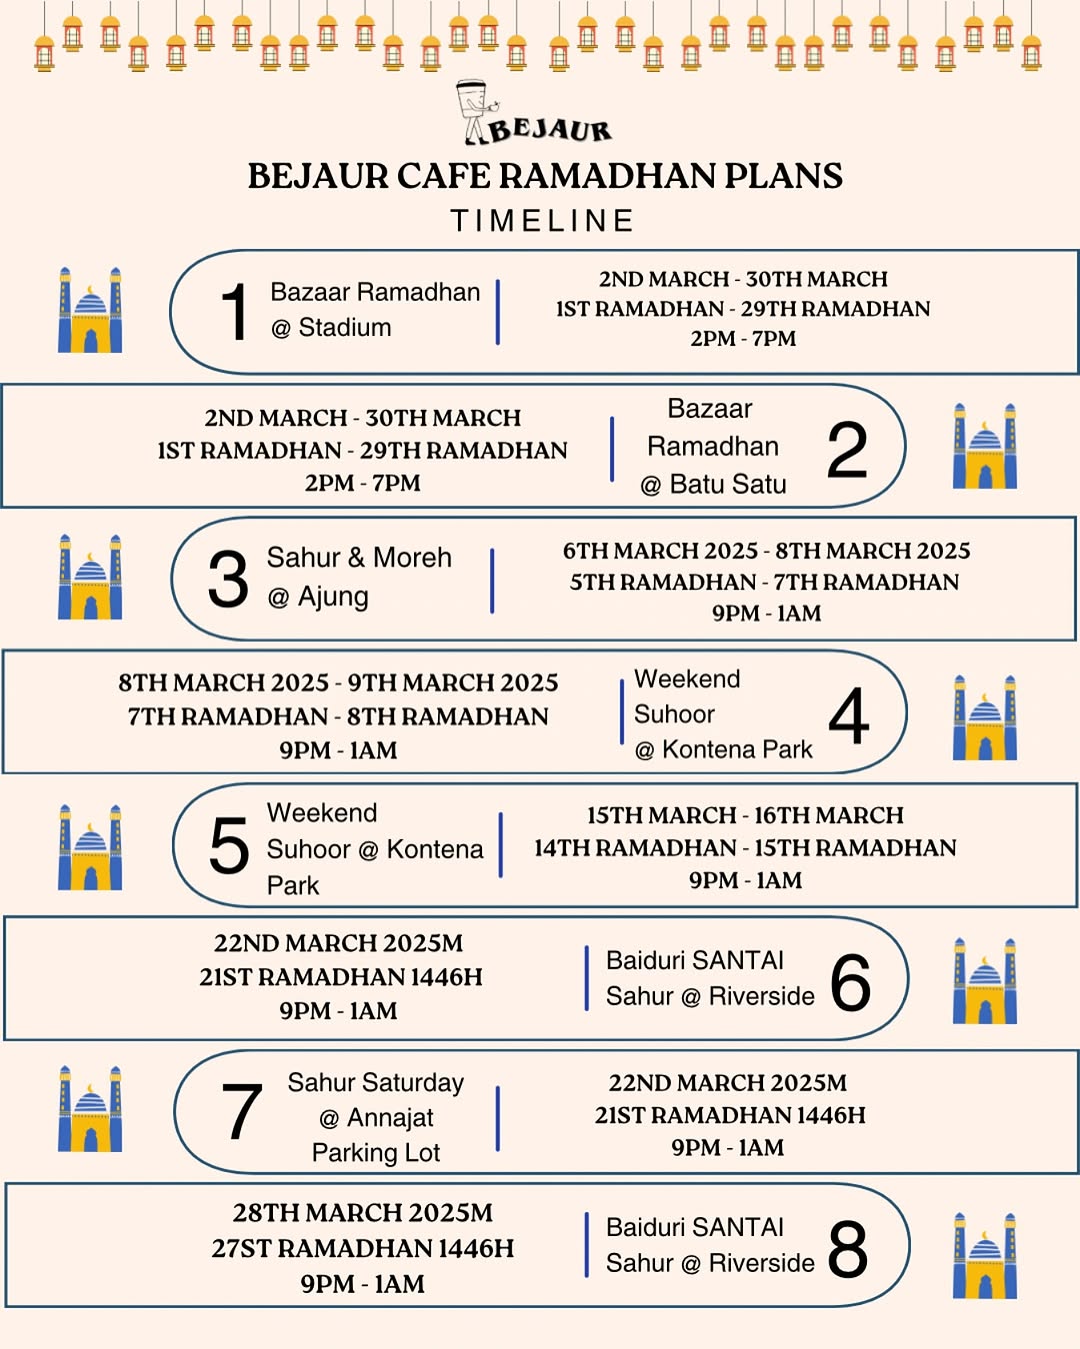 BEJAUR
BEJAUR CAFE RAMADHAN PLANS
TIMELINE
1
Bazaar Ramadhan
@ Stadium
2ND MARCH - 30TH MARCH
1ST RAMADHAN - 29TH RAMADHAN
2PM - 7PM
2ND MARCH - 30TH MARCH
1ST RAMADHAN - 29TH RAMADHAN
2PM - 7PM
Bazaar
Ramadhan
@ Batu Satu
2
3
Sahur & Moreh
@ Ajung
6TH MARCH 2025 - 8TH MARCH 2025
5TH RAMADHAN - 7TH RAMADHAN
9PM - 1AM
8TH MARCH 2025 - 9TH MARCH 2025
7TH RAMADHAN - 8TH RAMADHAN
9PM - 1AM
Weekend
Suhoor
@ Kontena Park
4
5
Weekend
Suhoor @ Kontena
Park
15TH MARCH - 16TH MARCH
14TH RAMADHAN - 15TH RAMADHAN
9PM - 1AM
22ND MARCH 2025M
21ST RAMADHAN 1446H
9PM - 1AM
Baiduri SANTAI
Sahur @ Riverside
6
7
Sahur Saturday
@ Annajat
Parking Lot
22ND MARCH 2025M
21ST RAMADHAN 1446H
9PM - 1AM
28TH MARCH 2025M
27ST RAMADHAN 1446H
9PM - 1AM
Baiduri SANTAI
Sahur @ Riverside
8